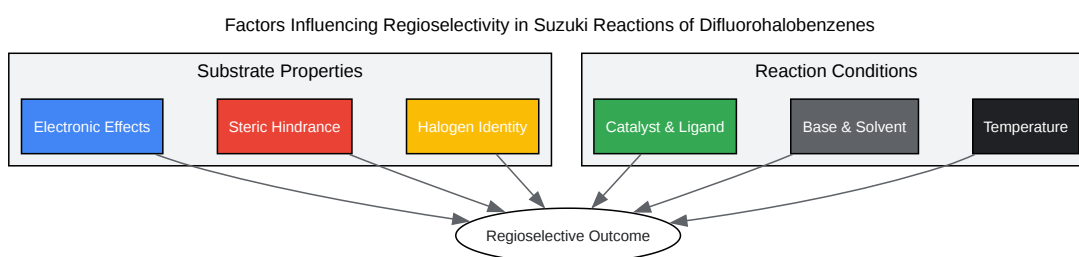 Factors Influencing Regioselectivity in Suzuki Reactions of Difluorohalobenzenes
Substrate Properties
Reaction Conditions
Electronic Effects
Steric Hindrance
Halogen Identity
Catalyst & Ligand
Base & Solvent
Temperature
Regioselective Outcome